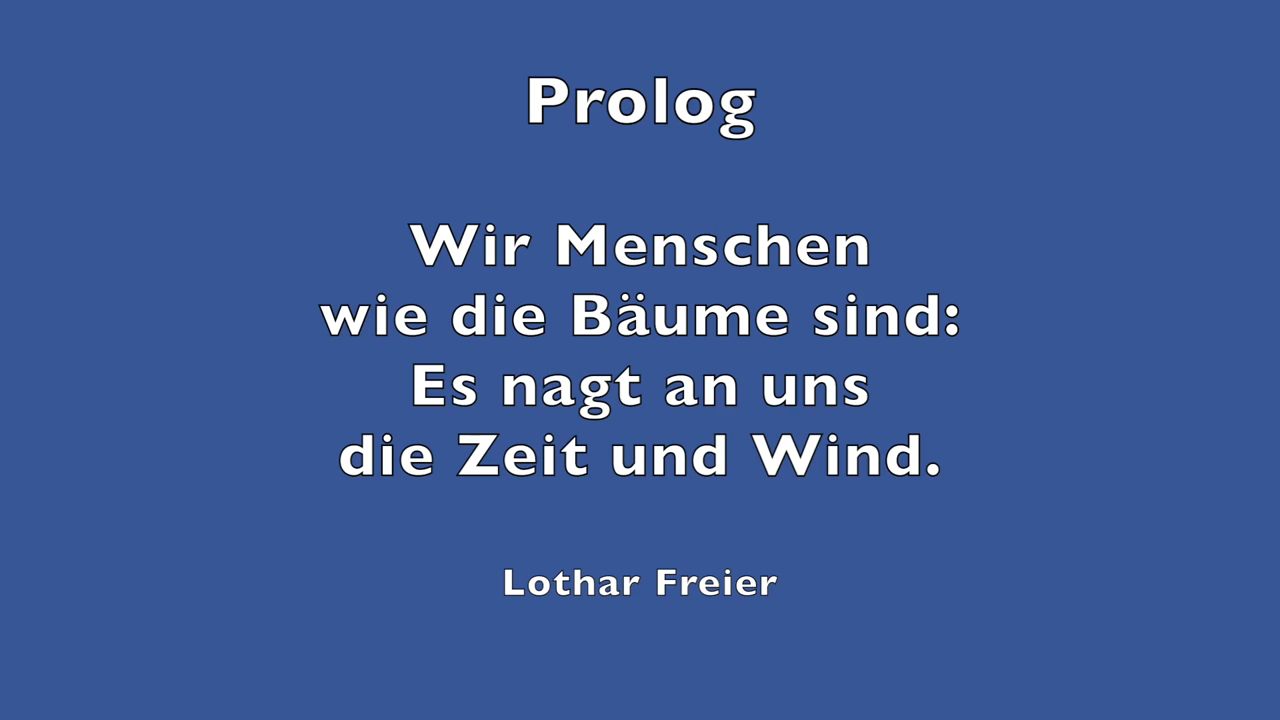 Prolog
Wir Menschen
wie die Bäume sind:
Es nagt an uns
die Zeit und Wind.
Lothar Freier